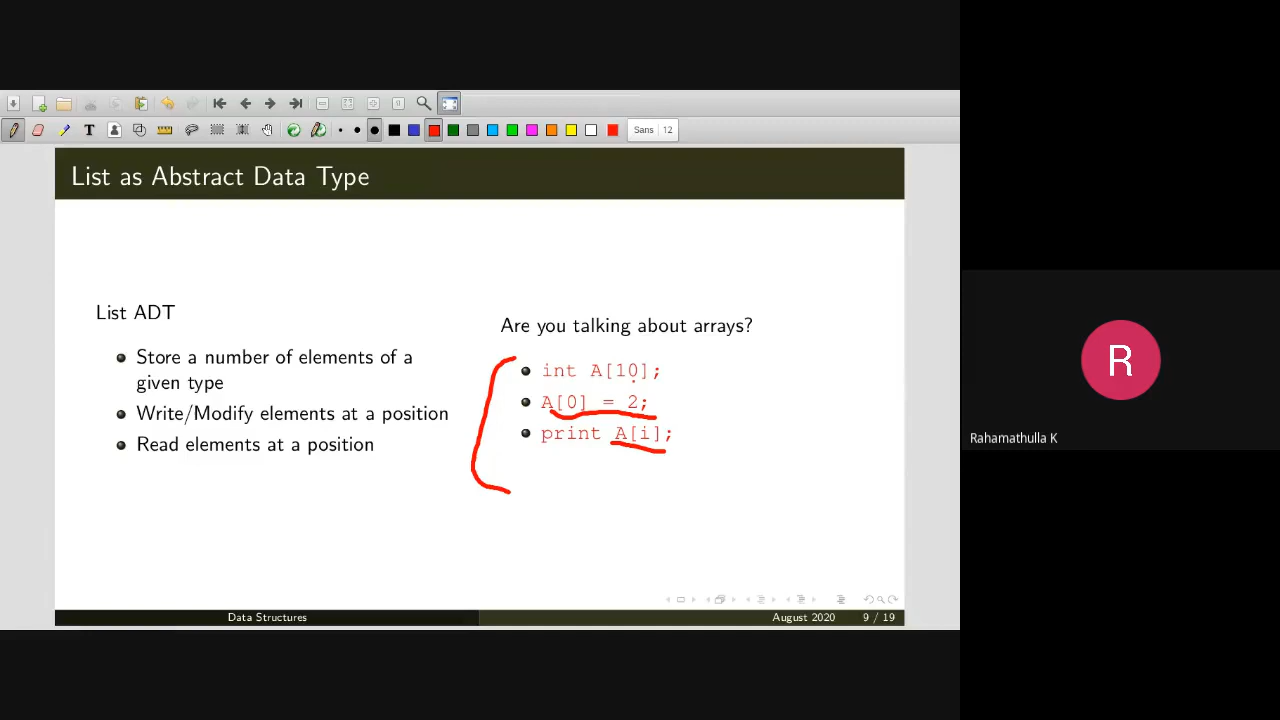 Sans 12
List as Abstract Data Type
List ADT
Store a number of elements of a
given type
Write/Modify elements at a position
Read elements at a position
Are you talking about arrays?
int A[10];
A[0] = 2;
print A[i];
Data Structures
August 2020 9 / 19
R
Rahamathulla K